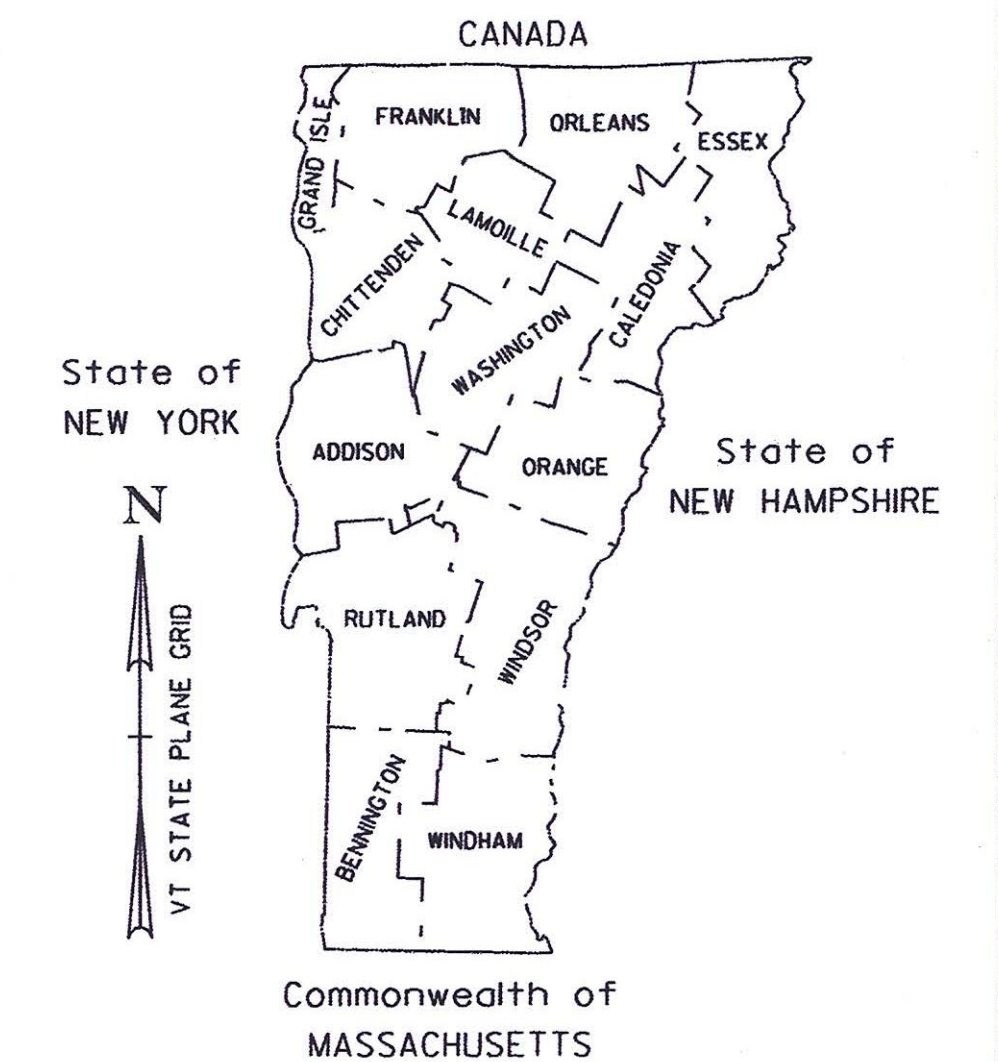 CANADA
FRANKLIN
ORLEANS
ESSEX
GRAND ISLE
LAMOILLE
CHITTENDEN
CALEDONIA
WASHINGTON
State of
NEW YORK
ADDISON
ORANGE
State of
NEW HAMPSHIRE
N
VT STATE PLANE GRID
RUTLAND
WINDSOR
BENNINGTON
WINDHAM
Commonwealth of
MASSACHUSETTS